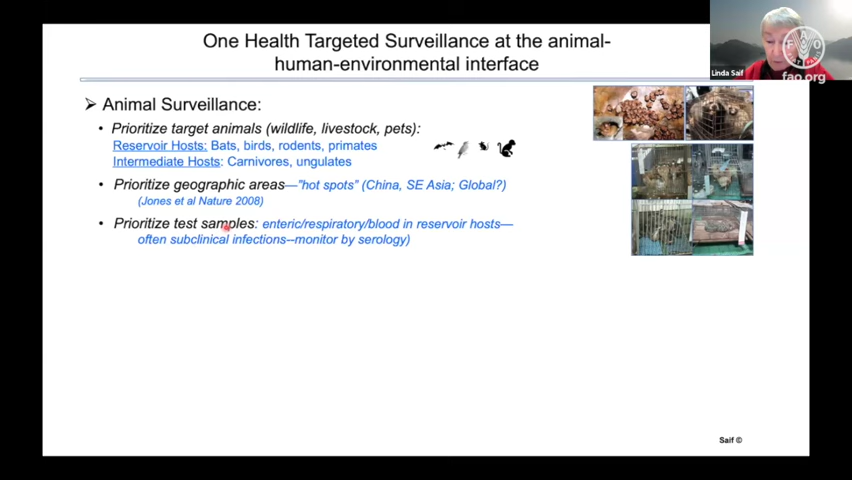 One Health Targeted Surveillance at the animal-
human-environmental interface
Linda Saif
FAO
fao.org
➢ Animal Surveillance:
• Prioritize target animals (wildlife, livestock, pets):
Reservoir Hosts: Bats, birds, rodents, primates
Intermediate Hosts: Carnivores, ungulates
• Prioritize geographic areas—"hot spots" (China, SE Asia; Global?)
(Jones et al Nature 2008)
• Prioritize test samples: enteric/respiratory/blood in reservoir hosts—
often subclinical infections--monitor by serology)
Saif ©